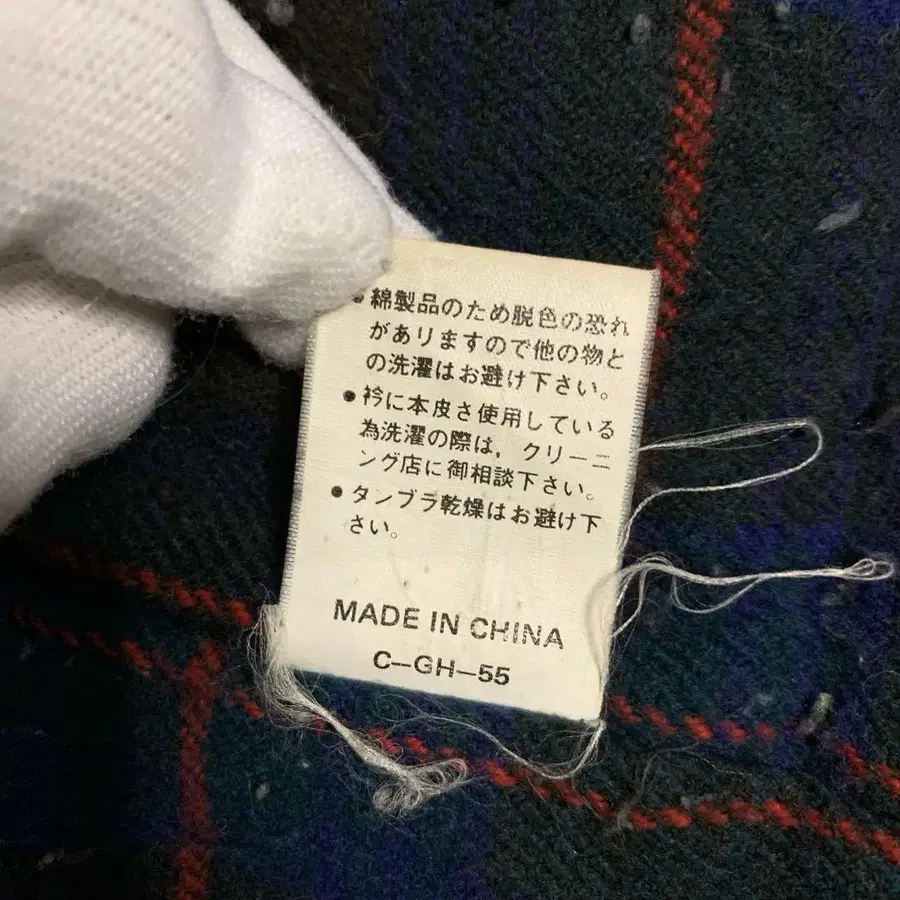 ●綿製品のため脱色の恐れ
がありますので他の物と
の洗濯はお避け下さい。
●衿に本皮さ使用している
為洗濯の際は，クリーニ
ング店に御相談下さい。
●タンブラ乾燥はお避け下
さい。
MADE IN CHINA
C-GH-55